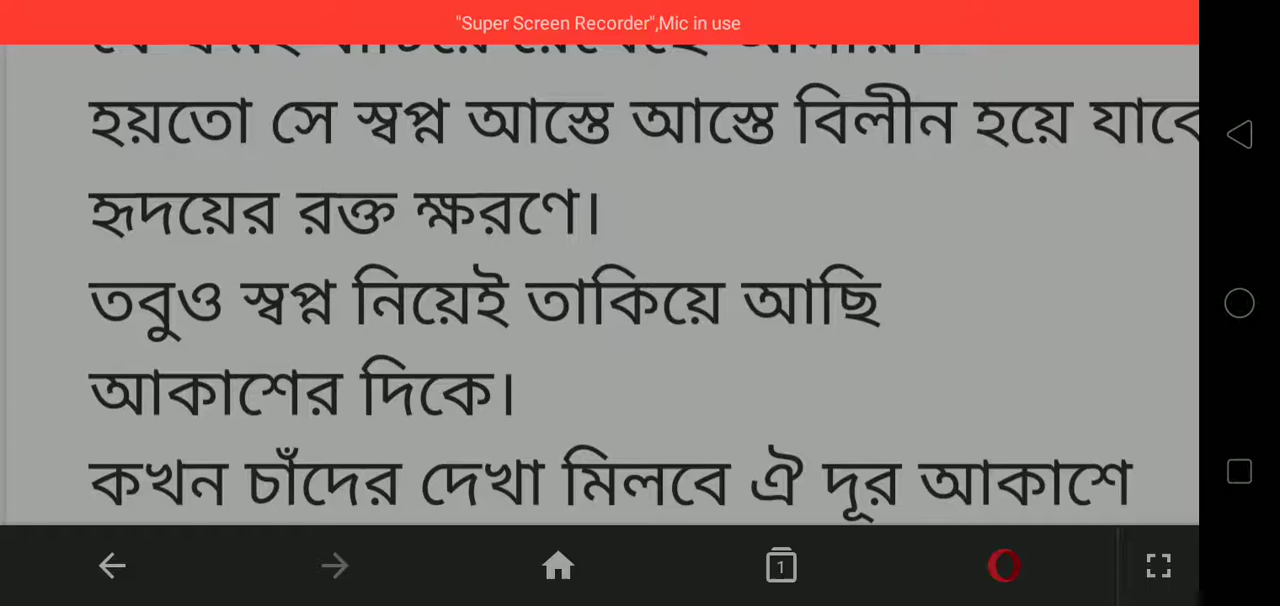 "Super Screen Recorder",Mic in use
হয়তো সে স্বপ্ন আস্তে আস্তে বিলীন হয়ে যাবে
হৃদয়ের রক্ত ক্ষরণে।
তবুও স্বপ্ন নিয়েই তাকিয়ে আছি
আকাশের দিকে।
কখন চাঁদের দেখা মিলবে ঐ দূর আকাশে
1